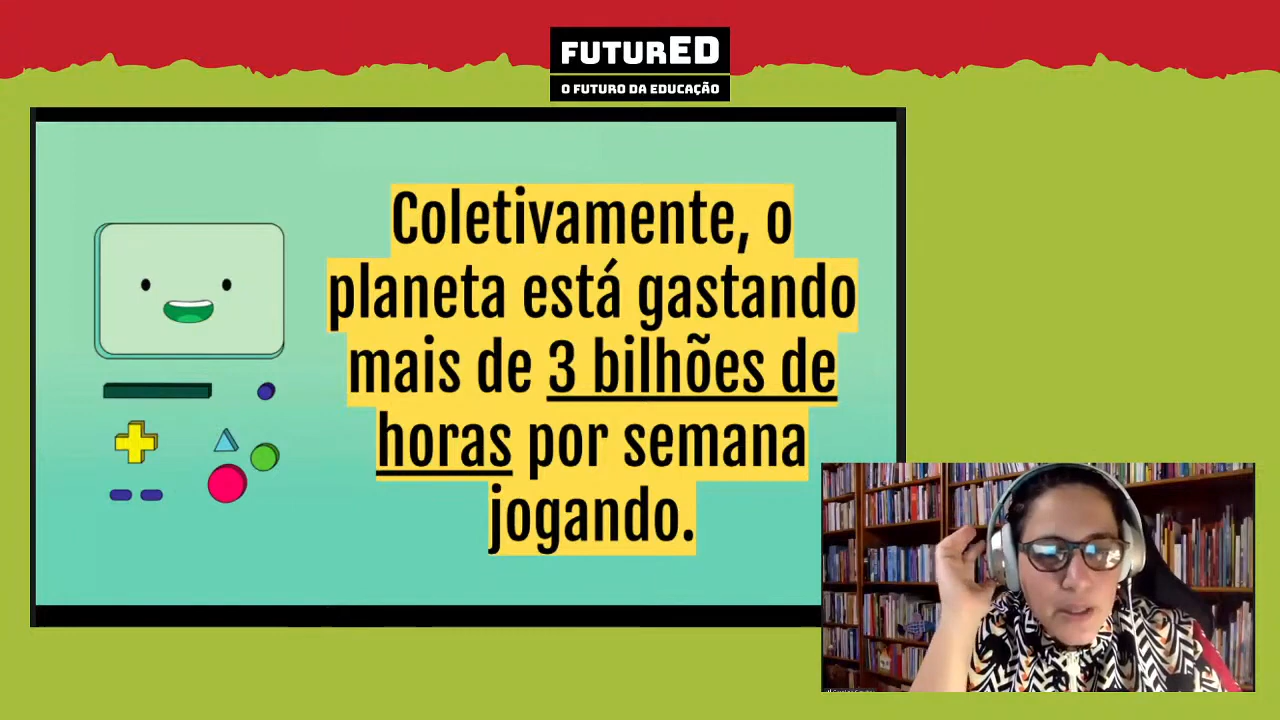 FUTURED
O FUTURO DA EDUCAÇÃO
Coletivamente, o
planeta está gastando
mais de 3 bilhões de
horas por semana
jogando.